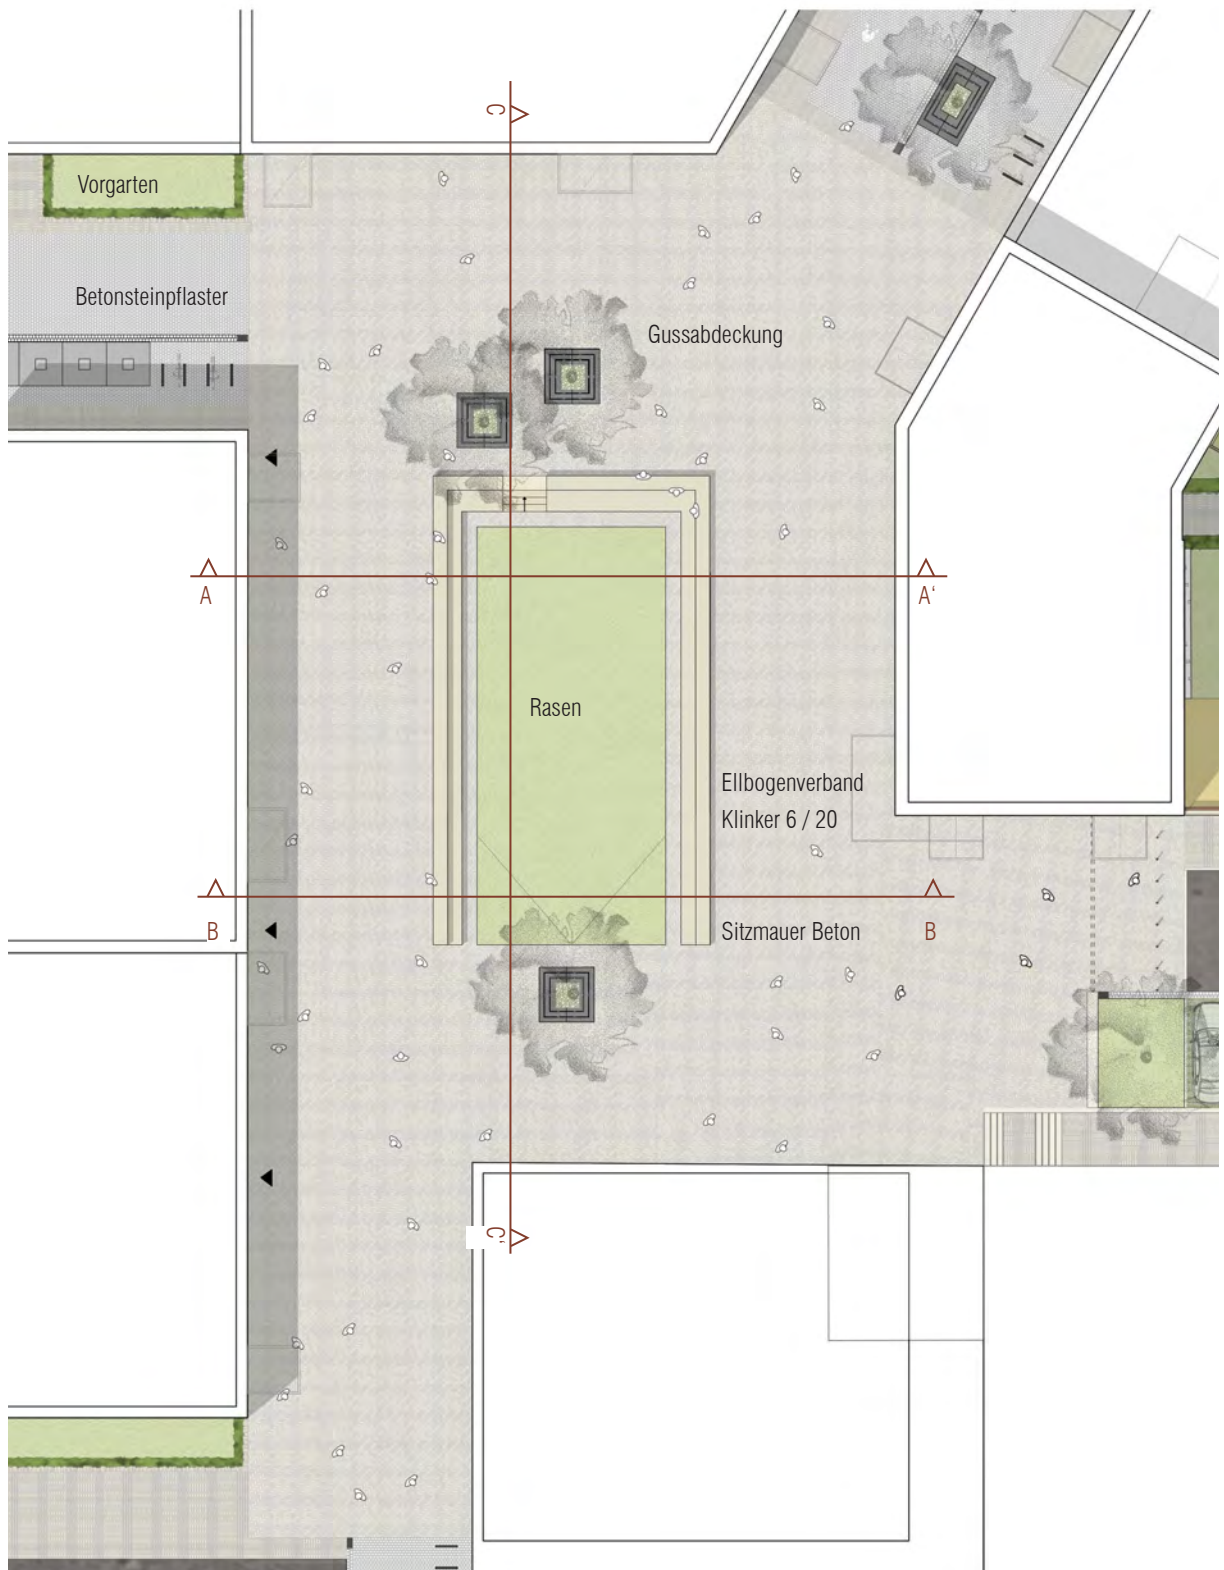 C
Vorgarten
Betonsteinpflaster
Gussabdeckung
A
A‘
Rasen
Ellbogenverband
Klinker 6 / 20
B
Sitzmauer Beton
B
C‘